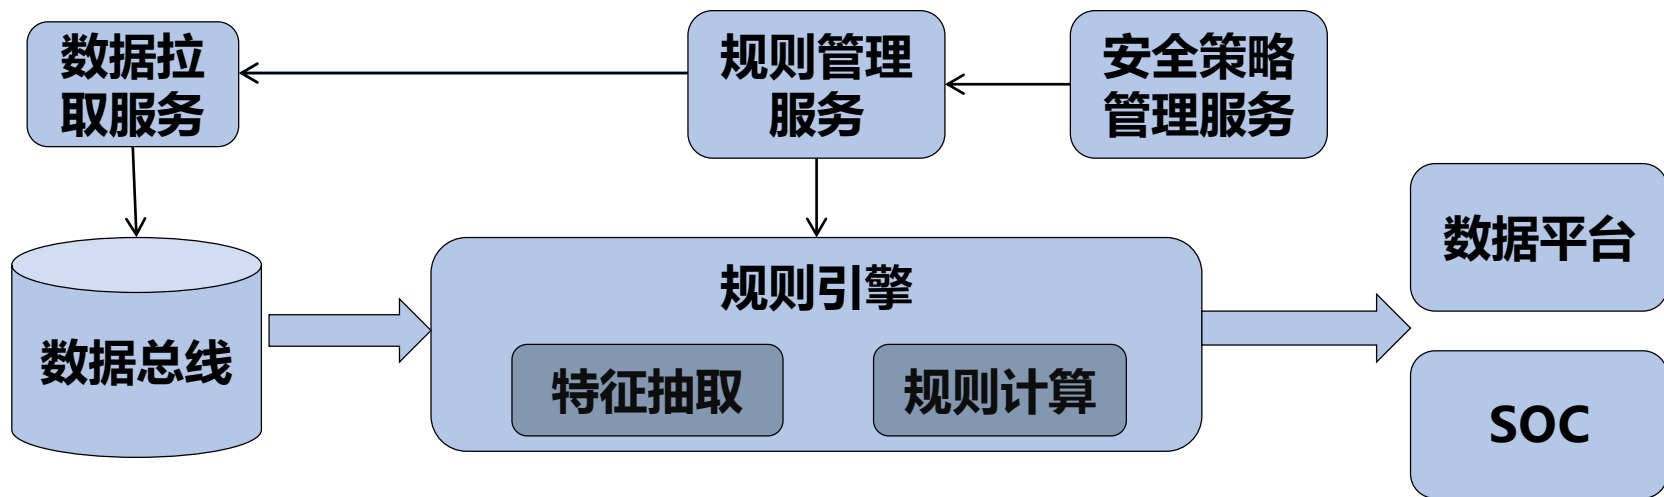 数据拉
取服务
规则管理
服务
安全策略
管理服务
数据总线
规则引擎
特征抽取
规则计算
数据平台
SOC